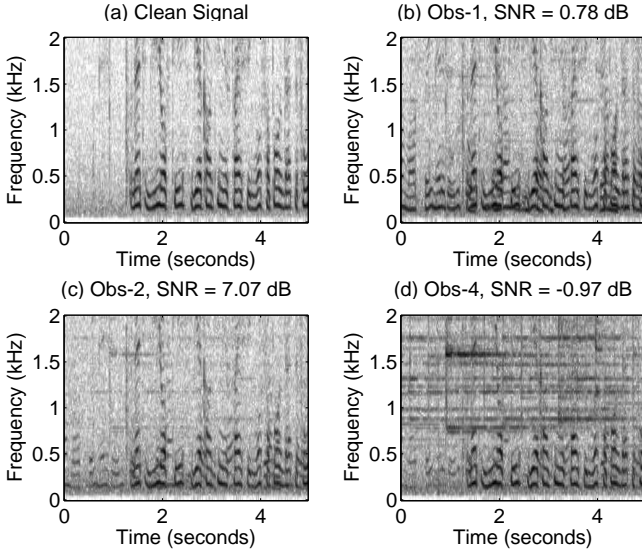 (a) Clean Signal
2
1.5
1
0.5
0
Frequency (kHz)
0
2
4
Time (seconds)
(b) Obs-1, SNR = 0.78 dB
2
1.5
1
0.5
0
Frequency (kHz)
0
2
4
Time (seconds)
(c) Obs-2, SNR = 7.07 dB
2
1.5
1
0.5
0
Frequency (kHz)
0
2
4
Time (seconds)
(d) Obs-4, SNR = -0.97 dB
2
1.5
1
0.5
0
Frequency (kHz)
0
2
4
Time (seconds)